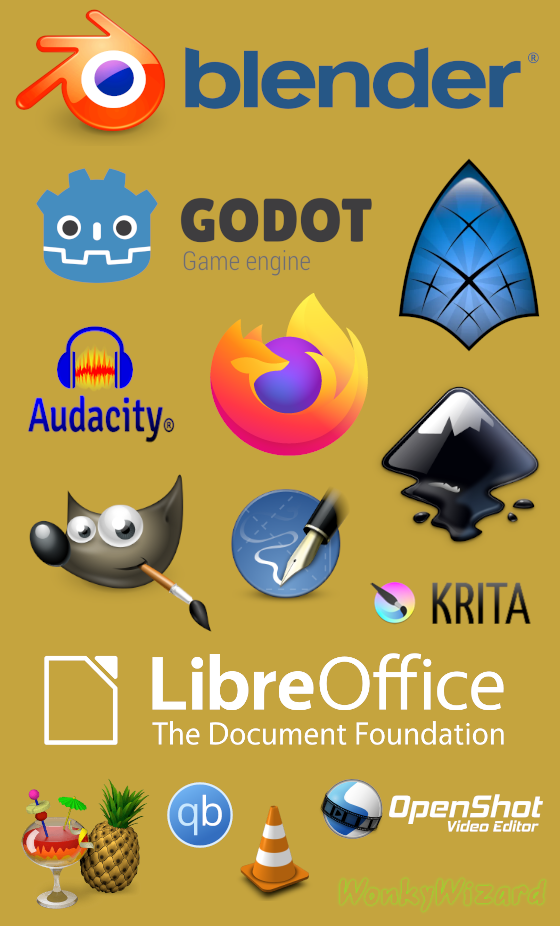 blender®
GODOT
Game engine
Audacity®
KRITA
LibreOffice
The Document Foundation
qb
OpenShot
Video Editor
WonkyWizard